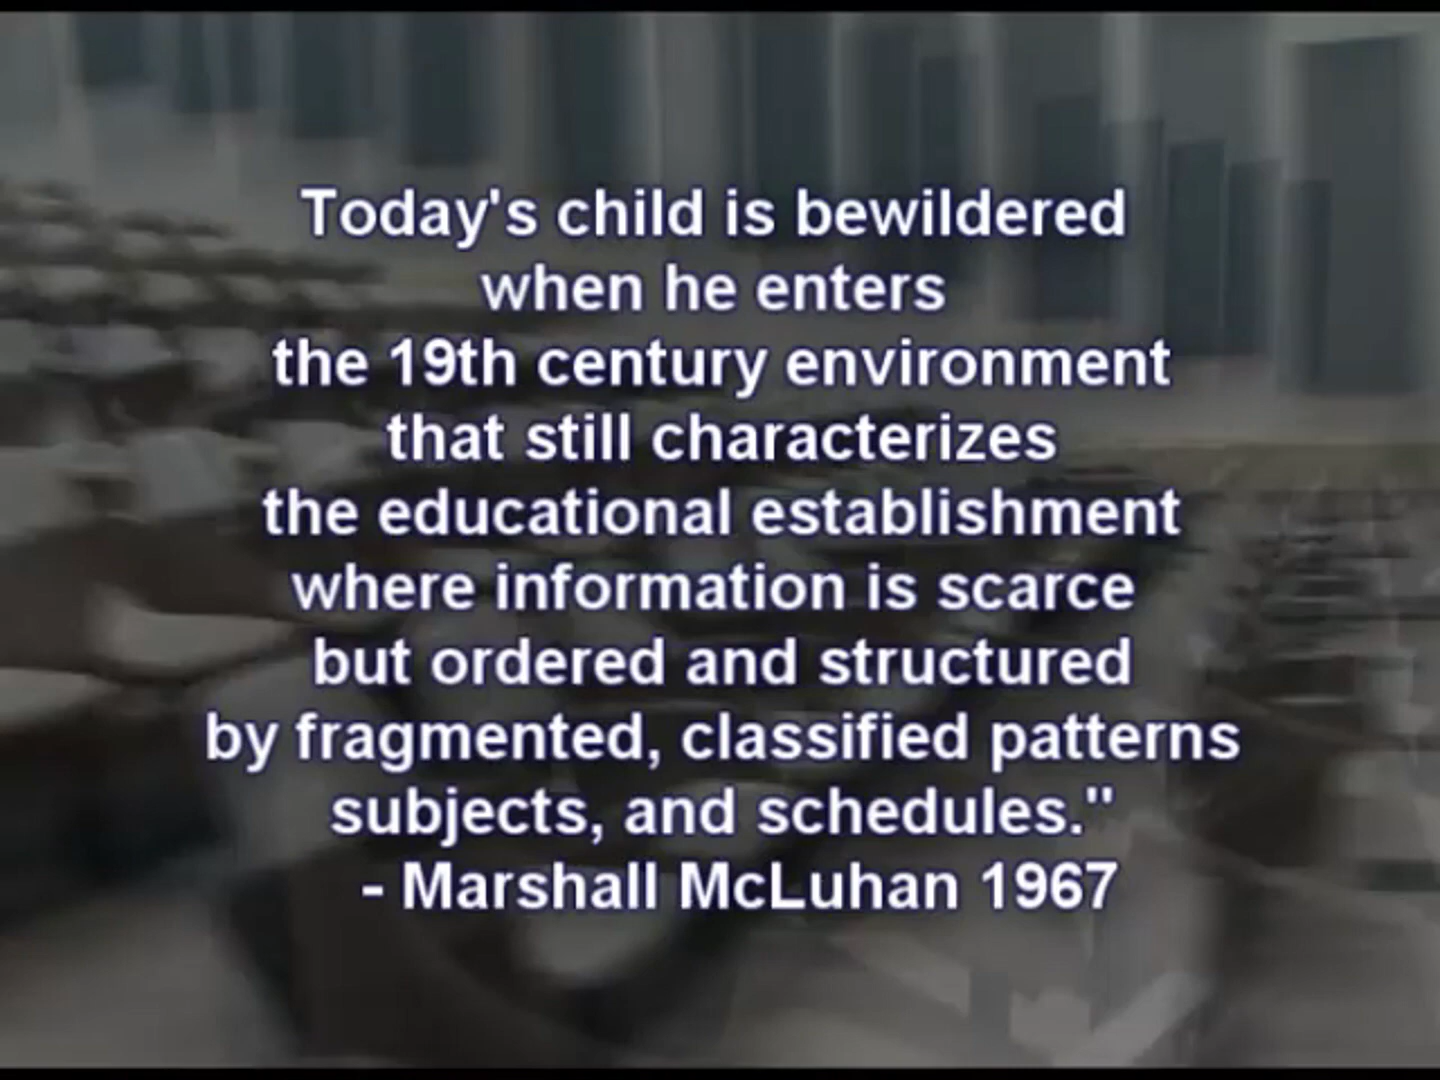 Today's child is bewildered
when he enters
the 19th century environment
that still characterizes
the educational establishment
where information is scarce
but ordered and structured
by fragmented, classified patterns
subjects, and schedules."
- Marshall McLuhan 1967